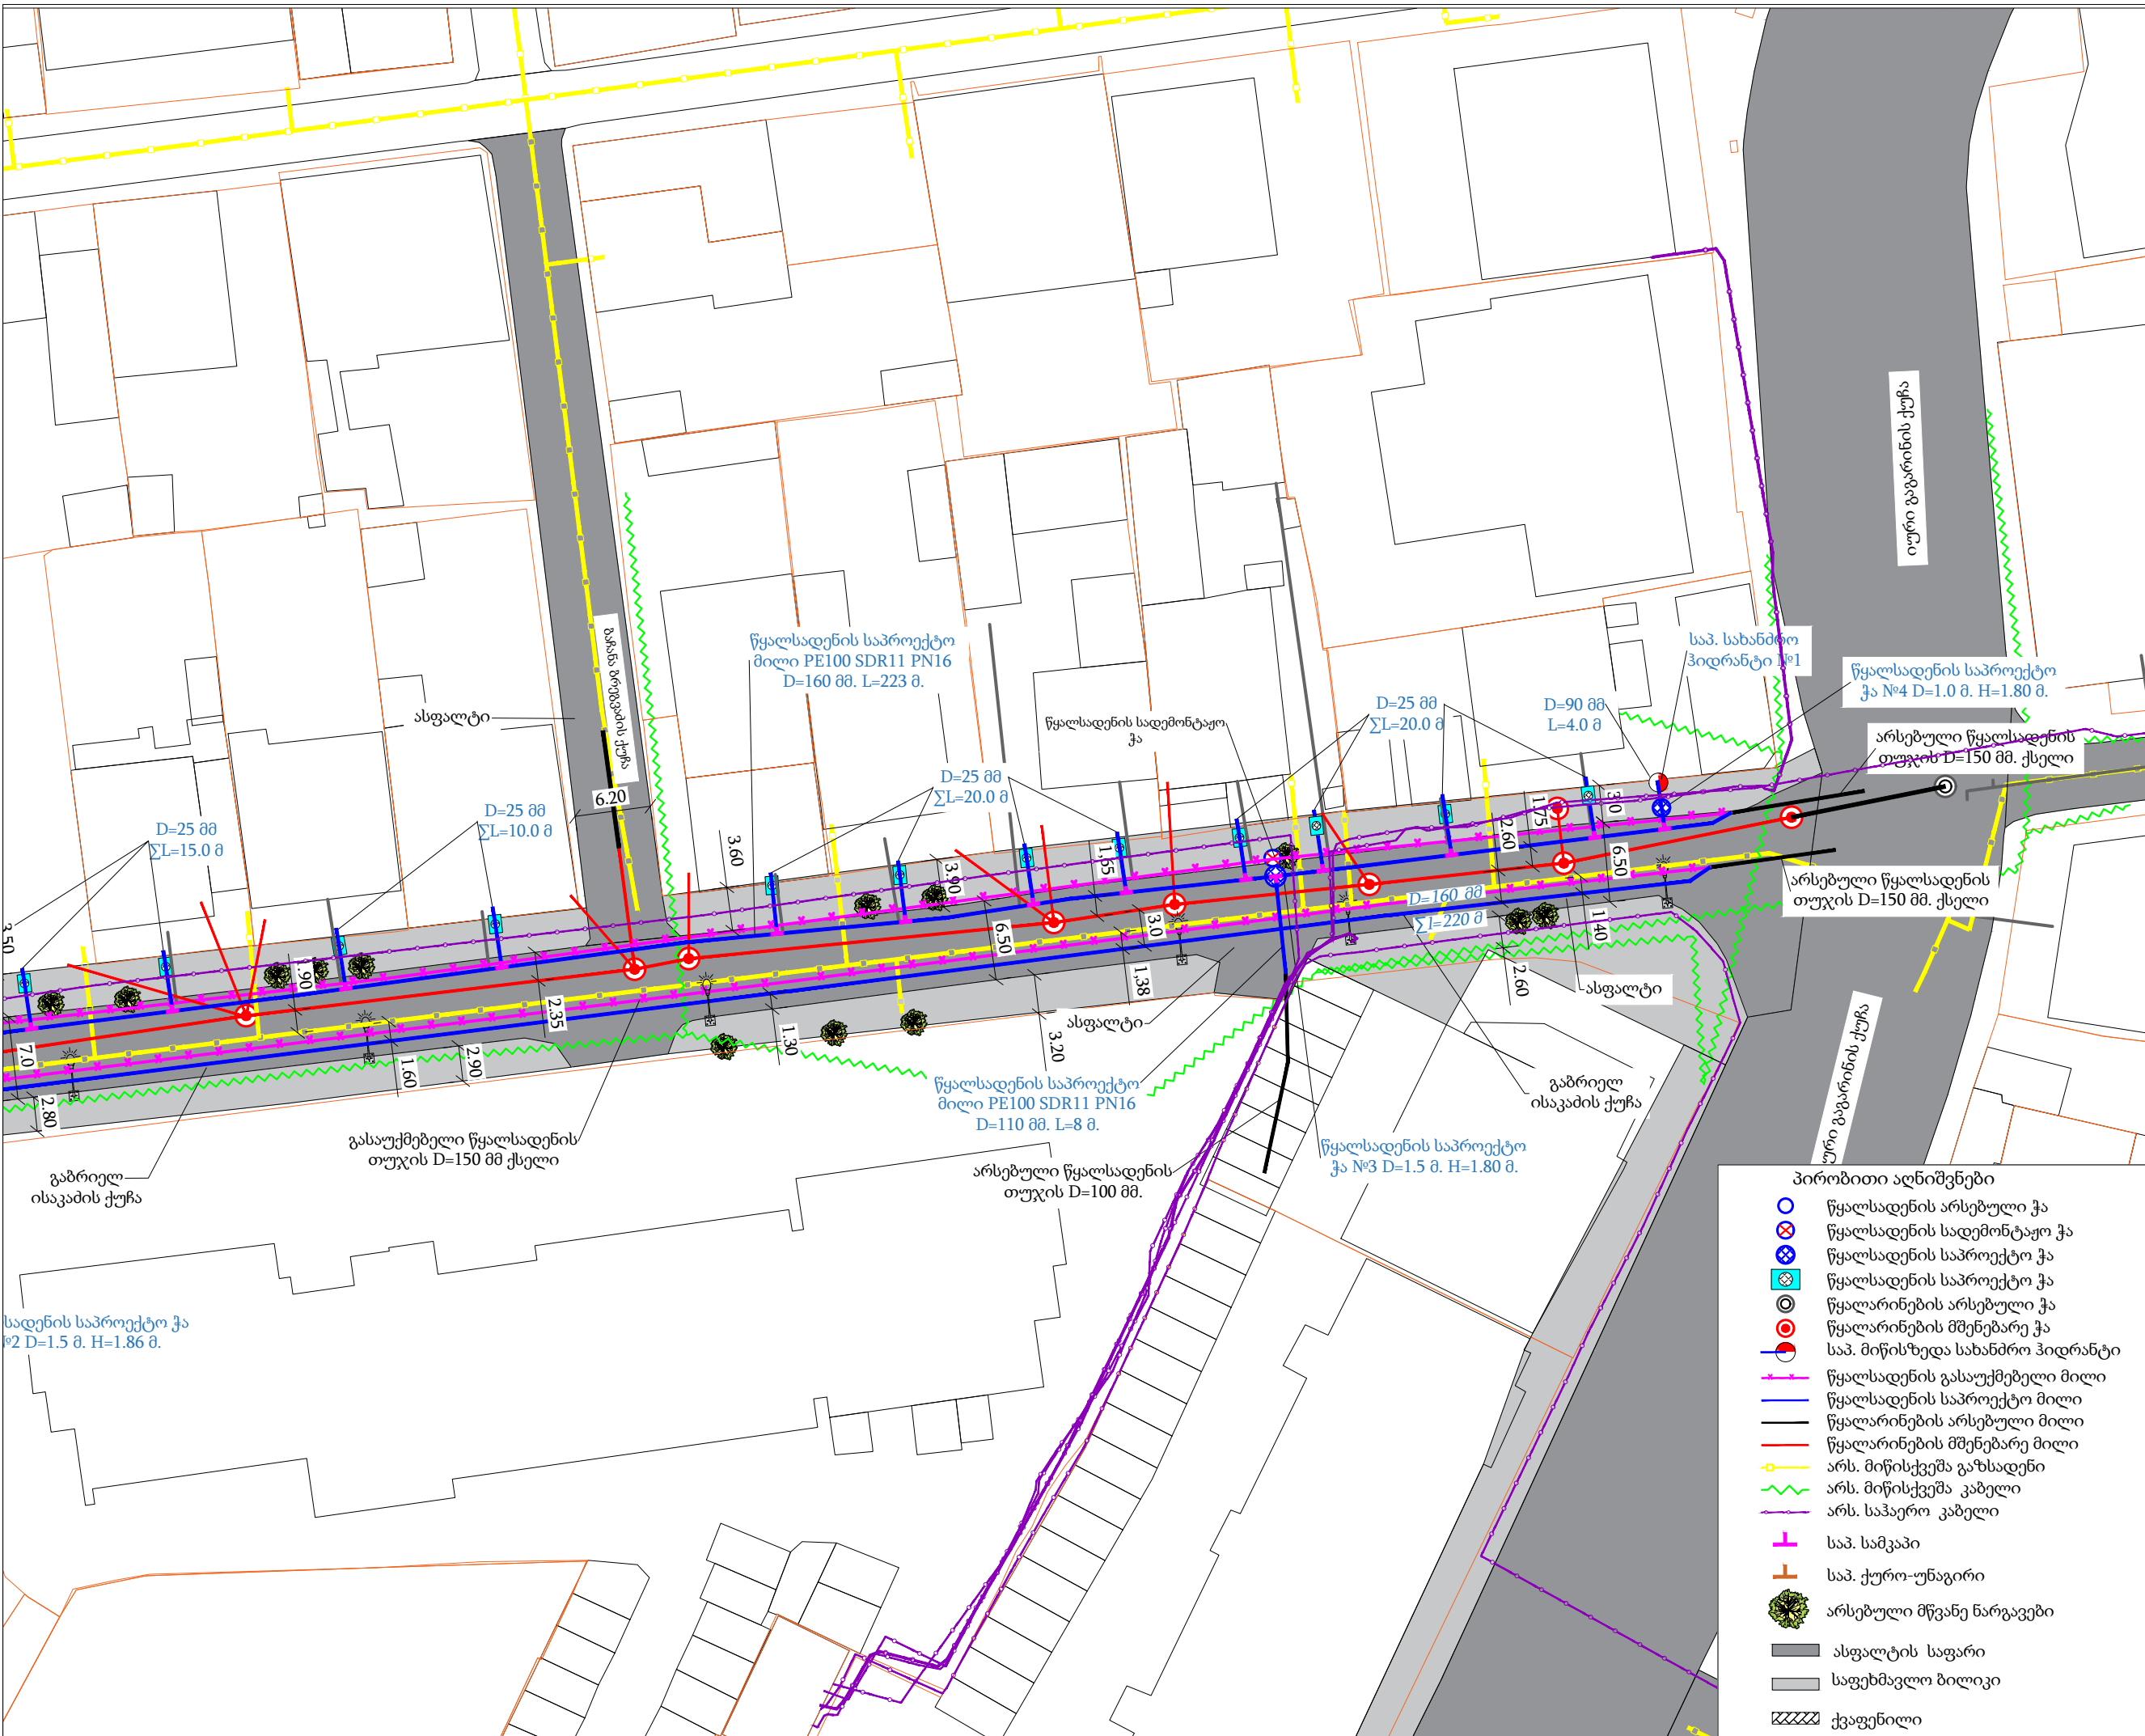 იური გაგარინის ქუჩა
ბაჩანა ბრეგვაძის ქუჩა
წყალსადენის საპროექტო
მილი PE100 SDR11 PN16
D=160 მმ. L=223 მ.
საპ. სახანძრო
ჰიდრანტი №1
წყალსადენის საპროექტო
ჭა №4 D=1.0 მ. H=1.80 მ.
ასფალტი
წყალსადენის სადემონტაჟო
ჭა
D=25 მმ
∑L=20.0 მ
D=90 მმ
L=4.0 მ
არსებული წყალსადენის
თუჯის D=150 მმ. ქსელი
D=25 მმ
∑L=20.0 მ
6.20
D=25 მმ
∑L=10.0 მ
D=25 მმ
∑L=15.0 მ
3.60
3.90
1,65
2.60
1.75
3.0
6.50
არსებული წყალსადენის
თუჯის D=150 მმ. ქსელი
D=160 მმ
∑l=220 მ
3.50
1.90
2.35
6.50
3.0
1.40
1,38
2.60
ასფალტი
7.0
2.80
1.60
2.90
1.30
3.20
ასფალტი
წყალსადენის საპროექტო
მილი PE100 SDR11 PN16
D=110 მმ. L=8 მ.
გაბრიელ
ისაკაძის ქუჩა
ური გაგარინის ქუჩა
გასაუქმებელი წყალსადენის
თუჯის D=150 მმ ქსელი
გაბრიელ
ისაკაძის ქუჩა
არსებული წყალსადენის
თუჯის D=100 მმ.
წყალსადენის საპროექტო
ჭა №3 D=1.5 მ. H=1.80 მ.
სადენის საპროექტო ჭა
№2 D=1.5 მ. H=1.86 მ.
პირობითი აღნიშვნები
წყალსადენის არსებული ჭა
წყალსადენის სადემონტაჟო ჭა
წყალსადენის საპროექტო ჭა
წყალსადენის საპროექტო ჭა
წყალარინების არსებული ჭა
წყალარინების მშენებარე ჭა
საპ. მიწისზედა სახანძრო ჰიდრანტი
წყალსადენის გასაუქმებელი მილი
წყალსადენის საპროექტო მილი
წყალარინების არსებული მილი
წყალარინების მშენებარე მილი
არს. მიწისქვეშა გაზსადენი
არს. მიწისქვეშა კაბელი
არს. საჰაერო კაბელი
საპ. სამკაპი
საპ. ქურო-უნაგირი
არსებული მწვანე ნარგავები
ასფალტის საფარი
საფეხმავლო ბილიკი
ქვაფენილი